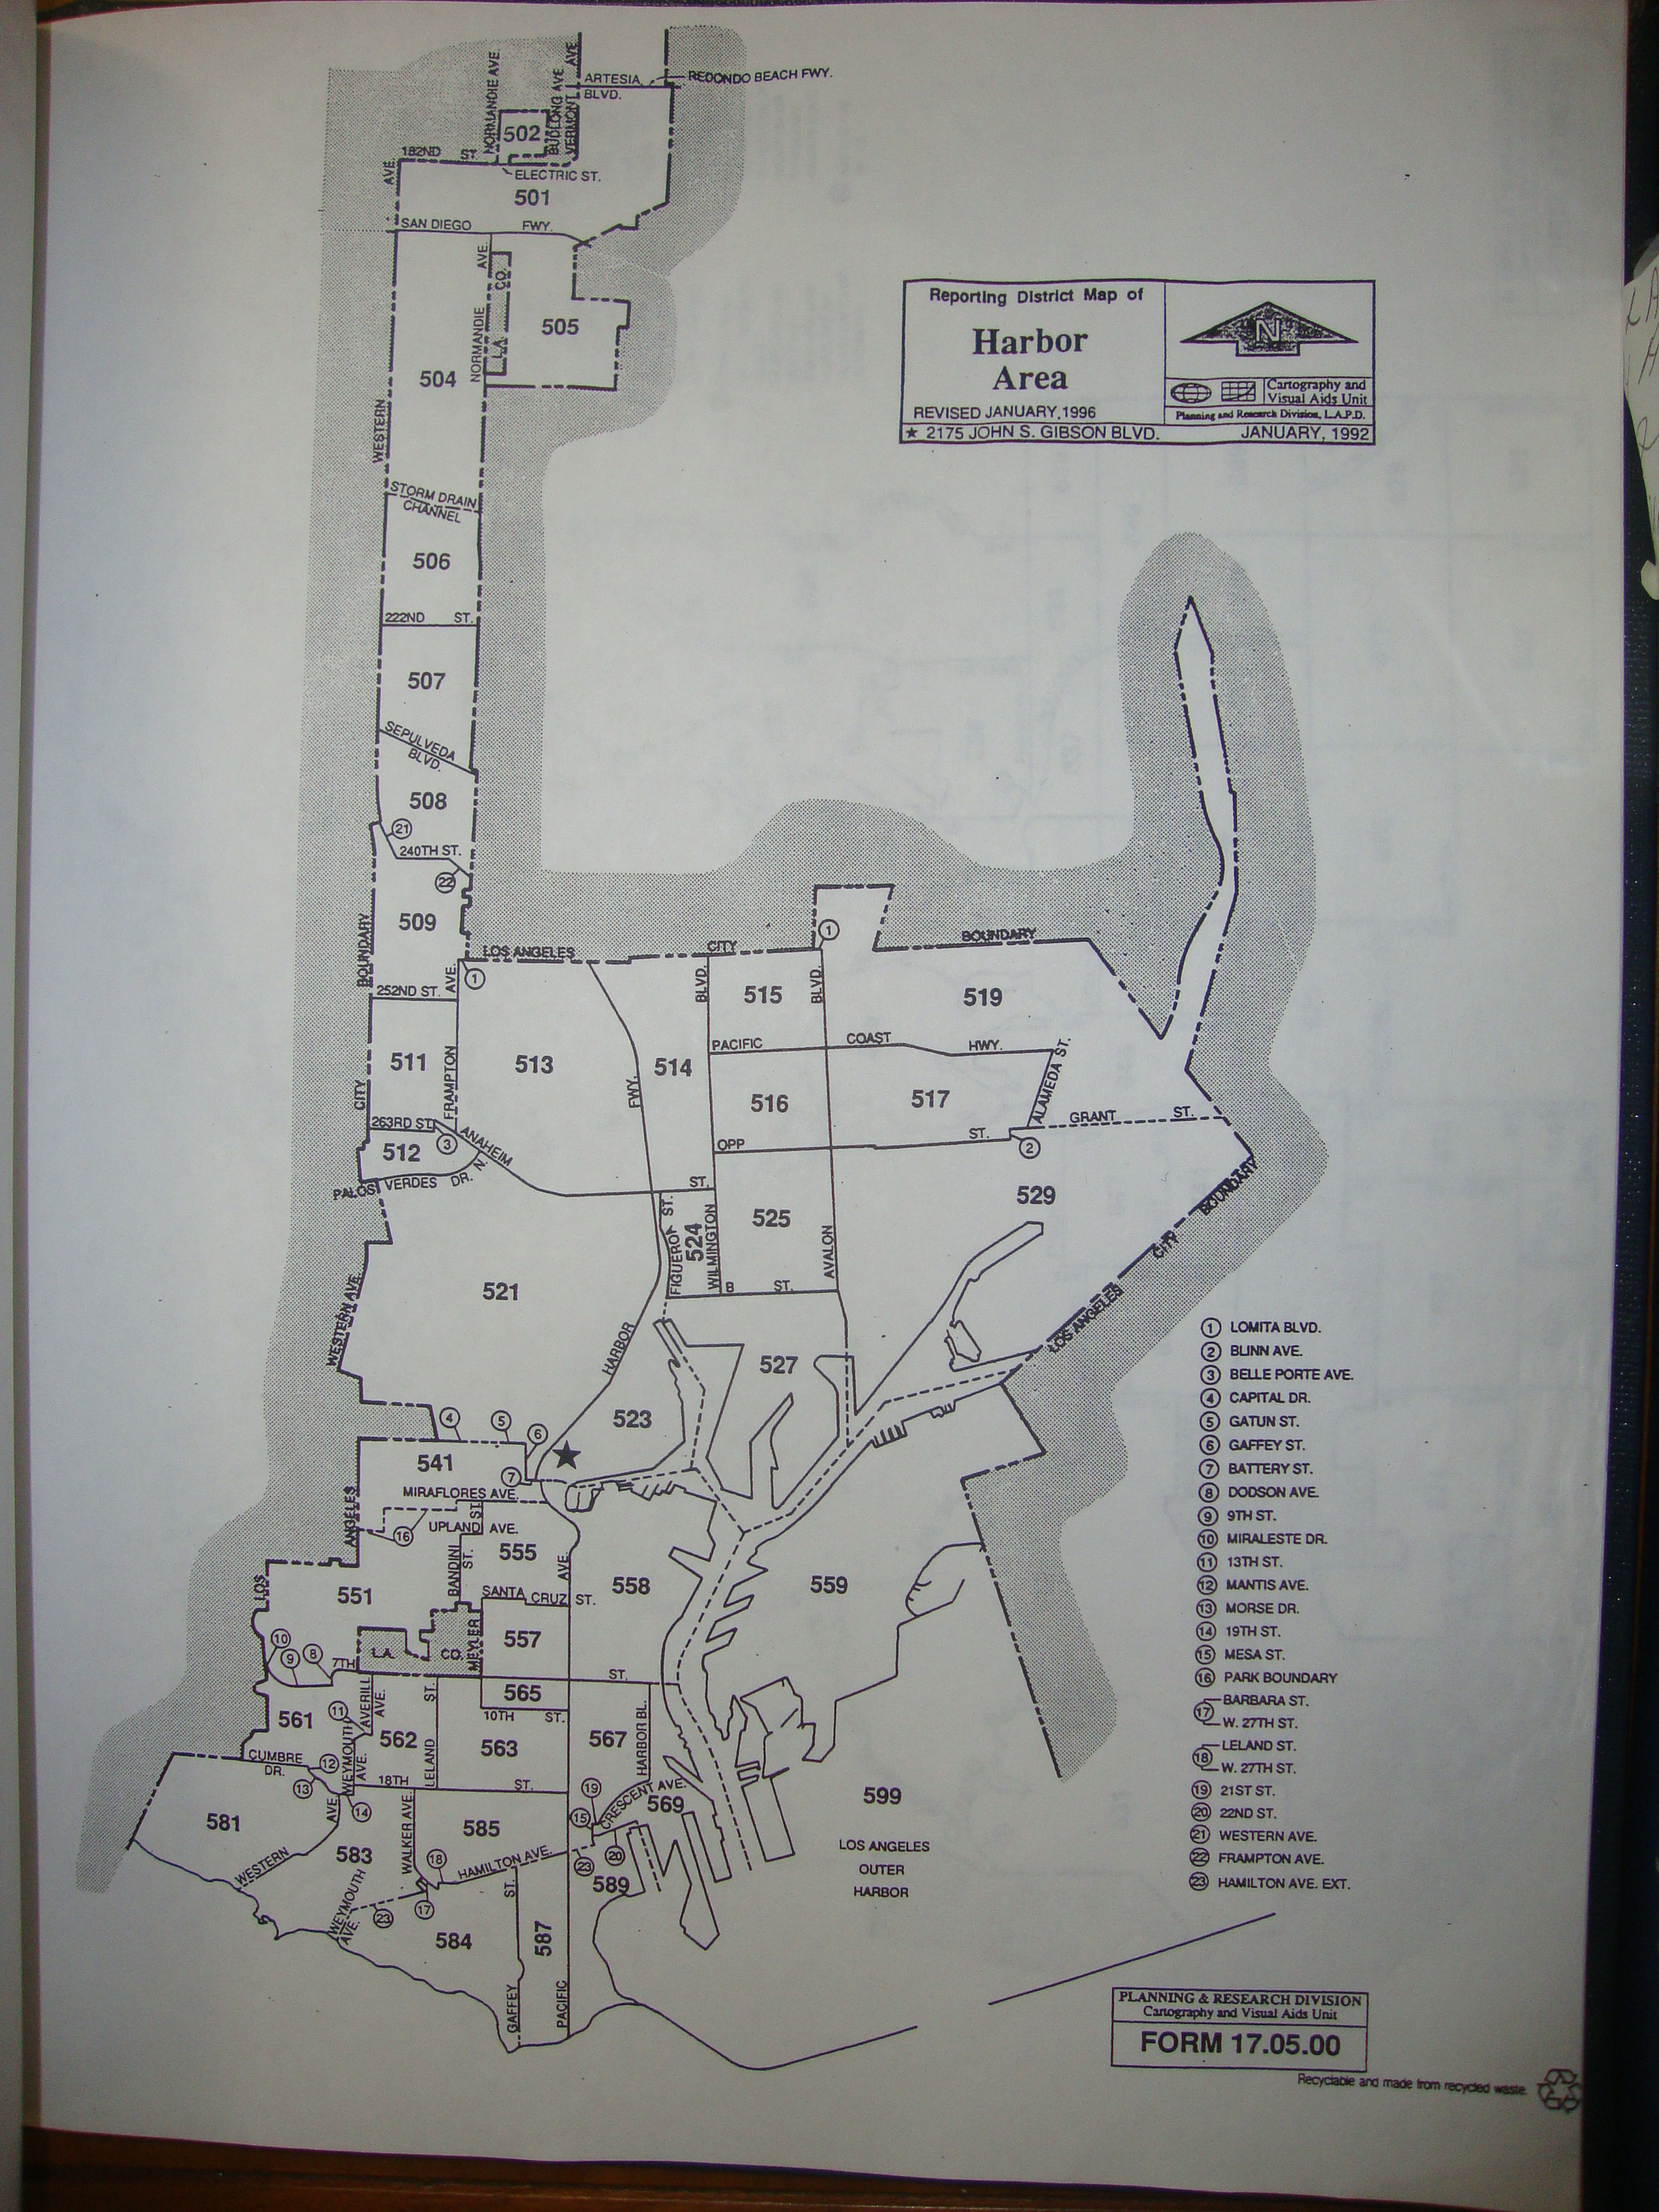 NORMANDIE AVE.
BUDLONG AVE.
VERMONT AVE.
ARTESIA
BLVD.
REDONDO BEACH FWY.
502
182ND ST.
ELECTRIC ST.
AVE.
501
SAN DIEGO FWY.
AVE.
L.A. CO.
505
NORMANDIE
504
WESTERN
Reporting District Map of
Harbor
Area
REVISED JANUARY, 1996
★ 2175 JOHN S. GIBSON BLVD. JANUARY, 1992
N
Cartography and
Visual Aids Unit
Planning and Research Division, L.A.P.D.
STORM DRAIN
CHANNEL
506
222ND ST.
507
SEPULVEDA
BLVD.
508
21
240TH ST.
22
509
BOUNDARY
LOS ANGELES CITY BOUNDARY
1
1
AVE.
252ND ST.
BLVD.
515
BLVD.
519
PACIFIC COAST HWY.
511
513
514
FWY.
CITY
FRAMPTON
516
517
ALAMEDA ST.
GRANT ST.
263RD ST.
3
ANAHEIM ST.
OPP ST.
2
512
PALOS VERDES DR. N.
529
BOUNDARY
CITY
LOS ANGELES
FIGUEROA ST.
524
WILMINGTON
525
AVALON
521
B ST.
WESTERN AVE.
HARBOR
527
523
4
5
6
★
541
7
MIRAFLORES AVE.
ANGELES
16
UPLAND AVE.
ST.
BANDINI ST.
555
AVE.
558
559
LOS
551
SANTA CRUZ ST.
L.A. CO.
MEYLER
557
10
9
8
7TH ST.
565
AVERILL AVE.
ST.
10TH ST.
561
11
562
563
567
HARBOR BL.
WEYMOUTH AVE.
LELAND
CUMBRE
DR.
12
13
18TH ST.
19
CRESCENT AVE.
569
14
AVE.
15
581
WALKER AVE.
585
583
18
HAMILTON AVE.
WESTERN
23
20
589
WEYMOUTH
AVE.
23
17
ST.
584
587
GAFFEY
PACIFIC
599
LOS ANGELES
OUTER
HARBOR
1 LOMITA BLVD.
2 BLINN AVE.
3 BELLE PORTE AVE.
4 CAPITAL DR.
5 GATUN ST.
6 GAFFEY ST.
7 BATTERY ST.
8 DODSON AVE.
9 9TH ST.
10 MIRALESTE DR.
11 13TH ST.
12 MANTIS AVE.
13 MORSE DR.
14 19TH ST.
15 MESA ST.
16 PARK BOUNDARY
17 BARBARA ST.
W. 27TH ST.
18 LELAND ST.
W. 27TH ST.
19 21ST ST.
20 22ND ST.
21 WESTERN AVE.
22 FRAMPTON AVE.
23 HAMILTON AVE. EXT.
PLANNING & RESEARCH DIVISION
Cartography and Visual Aids Unit
FORM 17.05.00
Recyclable and made from recycled waste.